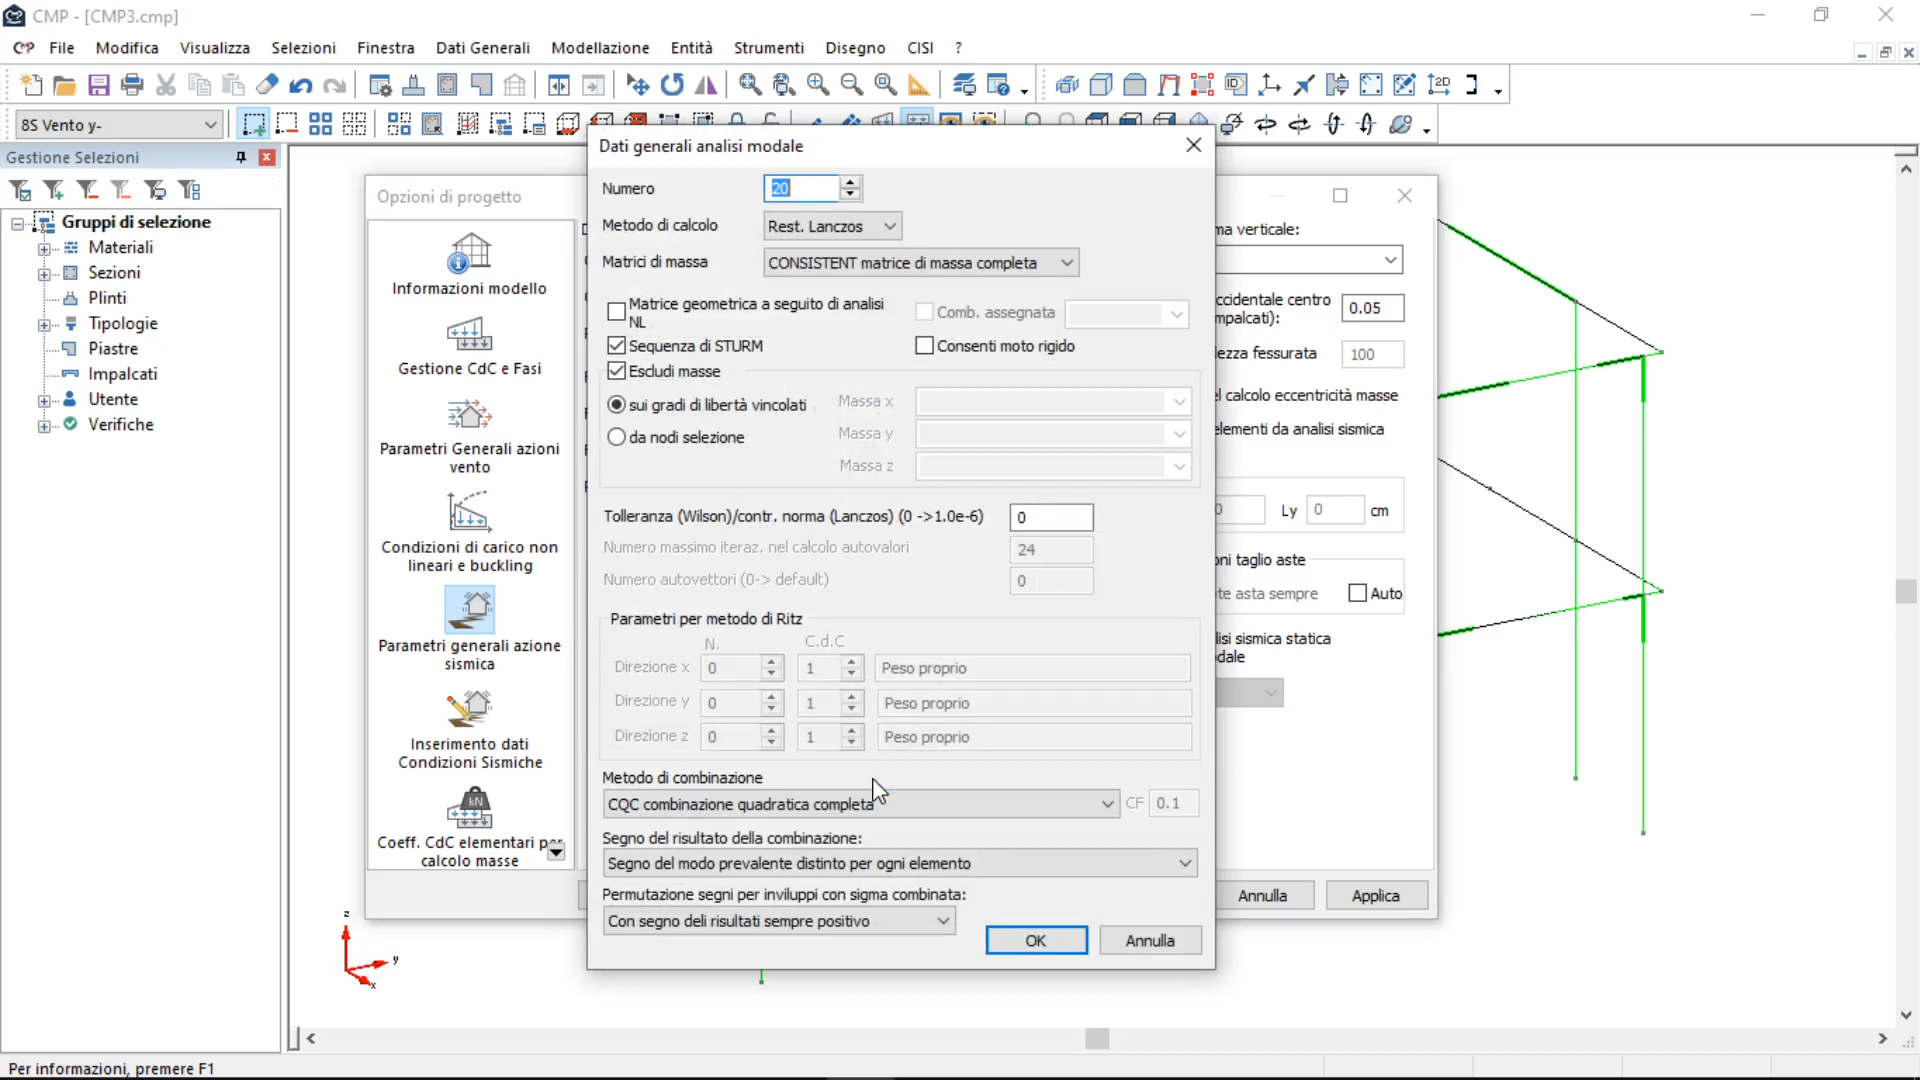 CMP - [CMP3.cmp]
File Modifica Visualizza Selezioni Finestra Dati Generali Modellazione Entità Strumenti Disegno CISI ?
8S Vento y-
Gestione Selezioni
Gruppi di selezione
Materiali
Sezioni
Plinti
Tipologie
Piastre
Impalcati
Utente
Verifiche
Opzioni di progetto
Informazioni modello
Gestione CdC e Fasi
Parametri Generali azioni
vento
Condizioni di carico non
lineari e buckling
Parametri generali azione
sismica
Inserimento dati
Condizioni Sismiche
kN
Coeff. CdC elementari per
calcolo masse
Dati generali analisi modale
Numero 20
Metodo di calcolo Rest. Lanczos
Matrici di massa CONSISTENT matrice di massa completa
Matrice geometrica a seguito di analisi
NL
Comb. assegnata
Sequenza di STURM
Consenti moto rigido
Escludi masse
sui gradi di libertà vincolati
Massa x
da nodi selezione
Massa y
Massa z
Tolleranza (Wilson)/contr. norma (Lanczos) (0 ->1.0e-6) 0
Numero massimo iteraz. nel calcolo autovalori 24
Numero autovettori (0-> default) 0
Parametri per metodo di Ritz
N. C.d.C
Direzione x 0 1 Peso proprio
Direzione y 0 1 Peso proprio
Direzione z 0 1 Peso proprio
Metodo di combinazione
CQC combinazione quadratica completa CF 0.1
Segno del risultato della combinazione:
Segno del modo prevalente distinto per ogni elemento
Permutazione segni per inviluppi con sigma combinata:
Con segno deli risultati sempre positivo
OK Annulla
ma verticale:
ccidentale centro
mpalcati): 0.05
ezza fessurata 100
el calcolo eccentricità masse
elementi da analisi sismica
0 Ly 0 cm
oni taglio aste
te asta sempre Auto
lisi sismica statica
dale
Annulla Applica
2D
ID
z
y
x
Per informazioni, premere F1